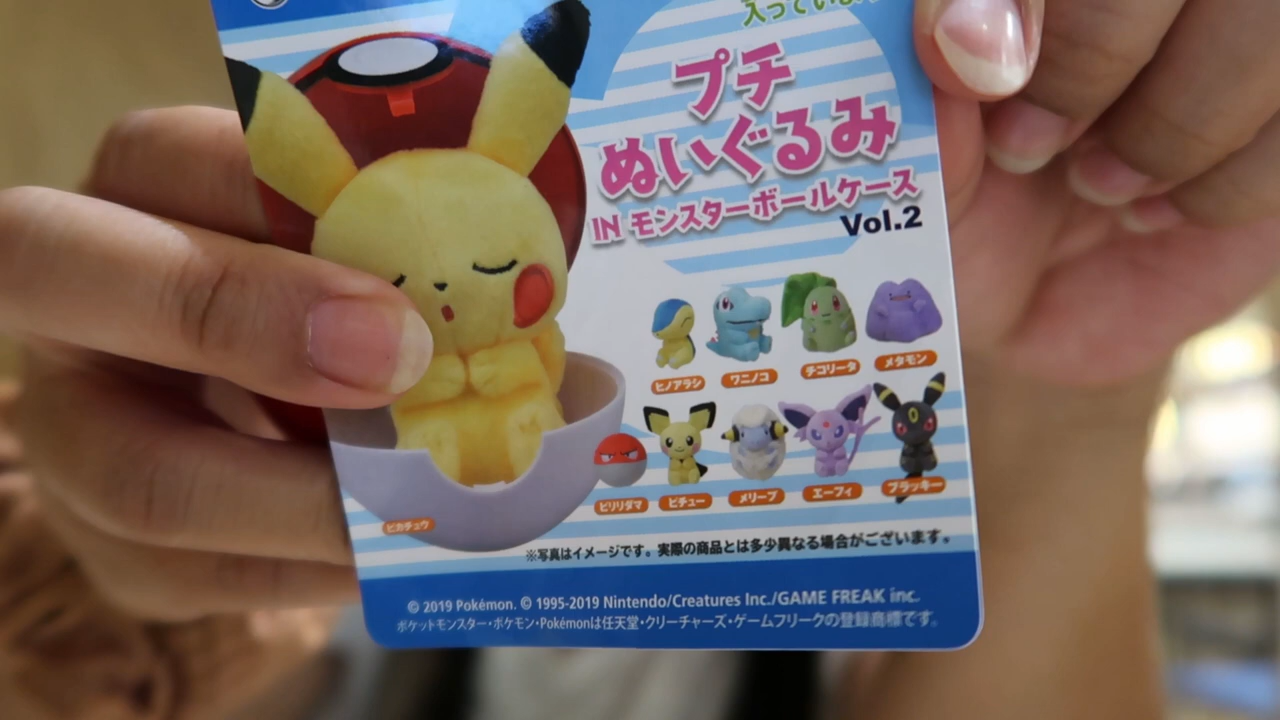 入っていま
プチ
ぬいぐるみ
IN モンスターボールケース
Vol.2
ヒノアラシ
ワニノコ
チコリータ
メタモン
ビリリダマ
ピチュー
メリープ
エーフィ
ブラッキー
ピカチュウ
※写真はイメージです。実際の商品とは多少異なる場合がございます。
© 2019 Pokémon. © 1995-2019 Nintendo/Creatures Inc./GAME FREAK inc.
ポケットモンスター・ポケモン・Pokémonは任天堂・クリーチャーズ・ゲームフリークの登録商標です。